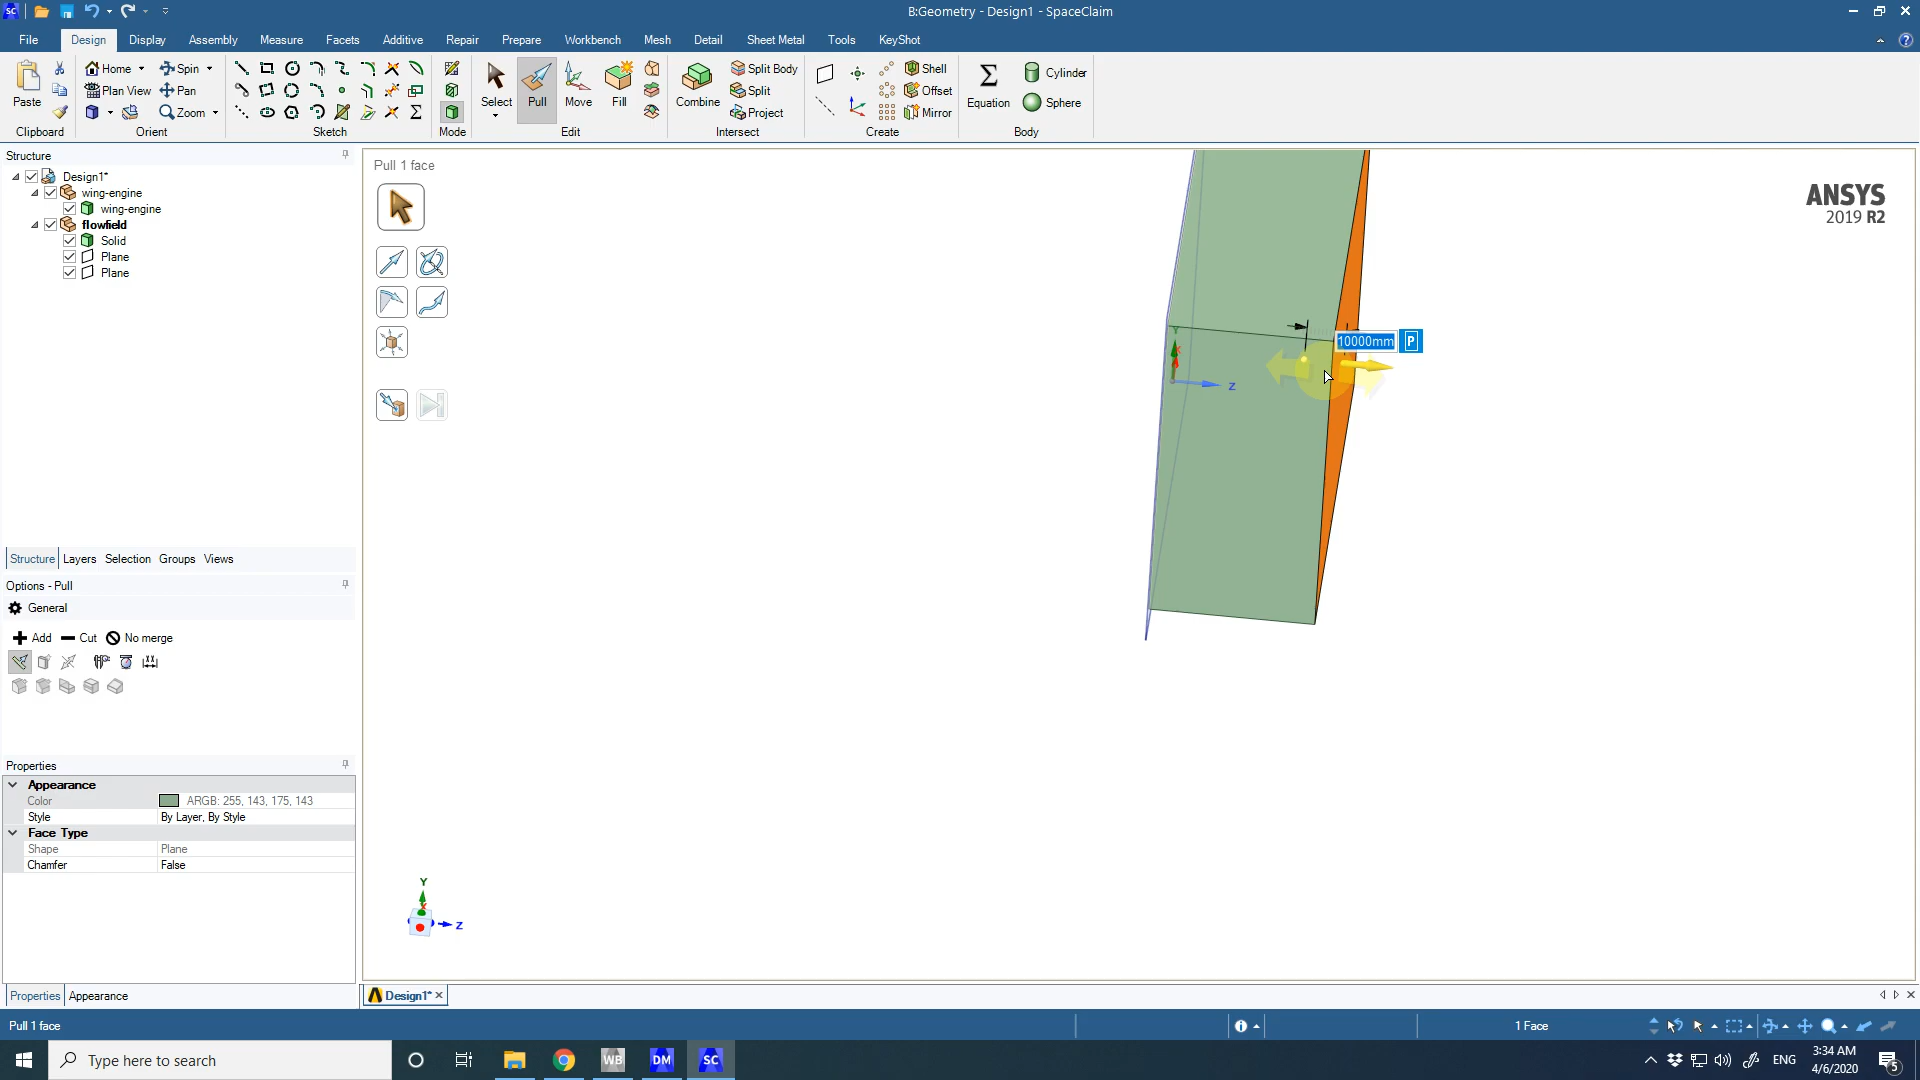 B:Geometry - Design1 - SpaceClaim
File Design Display Assembly Measure Facets Additive Repair Prepare Workbench Mesh Detail Sheet Metal Tools KeyShot
Home Spin Split Body Shell Cylinder
Plan View Pan Split Offset
Paste Zoom Select Pull Move Fill Combine Project Mirror Equation Sphere
Clipboard Orient Sketch Mode Edit Intersect Create Body
Structure
Design1*
wing-engine
wing-engine
flowfield
Solid
Plane
Plane
Structure Layers Selection Groups Views
Options - Pull
General
Add Cut No merge
Properties
Appearance
Color ARGB: 255, 143, 175, 143
Style By Layer, By Style
Face Type
Shape Plane
Chamfer False
Properties Appearance
Pull 1 face
ANSYS
2019 R2
10000mm P
Y
X
Z
Y
Z
Design1*
Pull 1 face 1 Face
Type here to search WB DM SC ENG 3:34 AM
4/6/2020 5